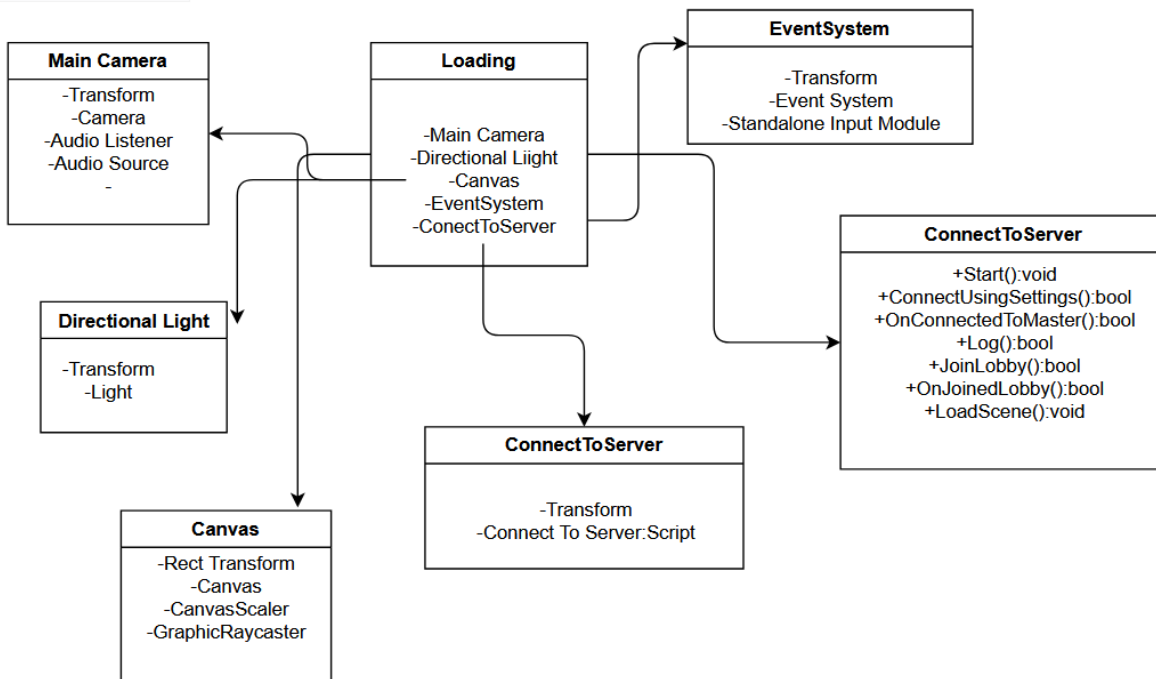 Main Camera
-Transform
-Camera
-Audio Listener
-Audio Source
-
Loading
-Main Camera
-Directional Liight
-Canvas
-EventSystem
-ConectToServer
EventSystem
-Transform
-Event System
-Standalone Input Module
ConnectToServer
+Start():void
+ConnectUsingSettings():bool
+OnConnectedToMaster():bool
+Log():bool
+JoinLobby():bool
+OnJoinedLobby():bool
+LoadScene():void
Directional Light
-Transform
-Light
ConnectToServer
-Transform
-Connect To Server:Script
Canvas
-Rect Transform
-Canvas
-CanvasScaler
-GraphicRaycaster